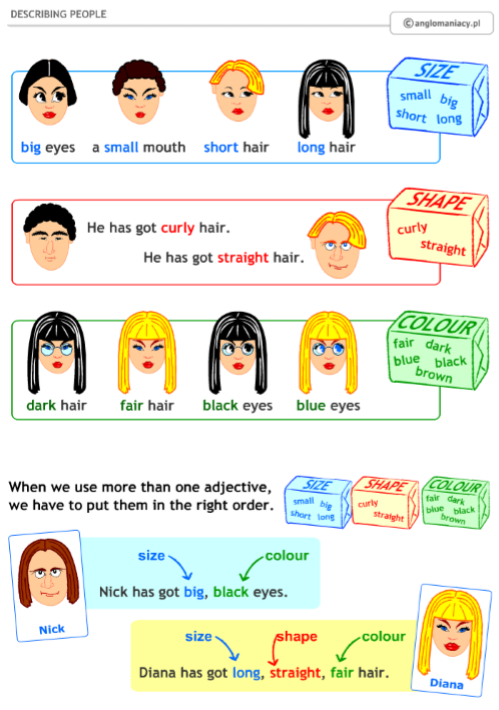 DESCRIBING PEOPLE
©anglomaniacy.pl
SIZE
small big
short long
big eyes a small mouth short hair long hair
SHAPE
curly
straight
He has got curly hair.
He has got straight hair.
COLOUR
fair dark
blue black
brown
dark hair fair hair black eyes blue eyes
When we use more than one adjective,
we have to put them in the right order.
SIZE
small big
short long
SHAPE
curly
straight
COLOUR
fair dark
blue black
brown
size colour
Nick has got big, black eyes.
Nick
size shape colour
Diana has got long, straight, fair hair.
Diana